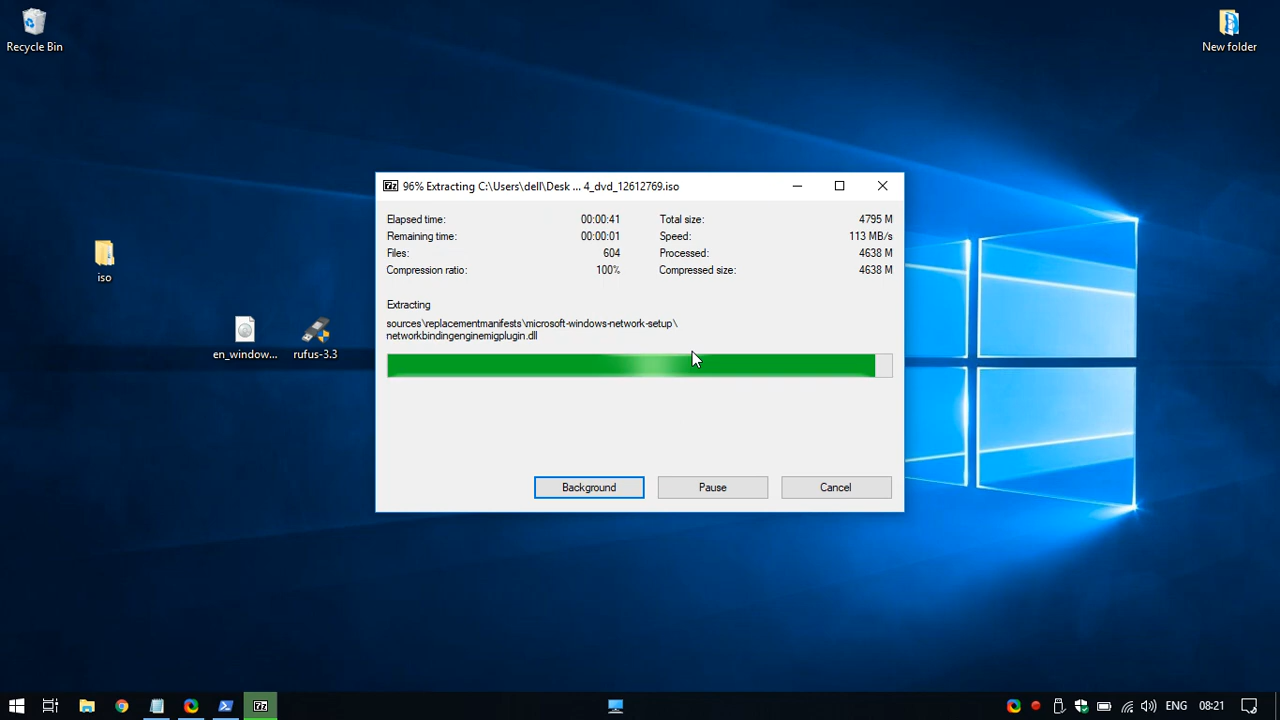 Recycle Bin
New folder
iso
en_window...
rufus-3.3
7z
96% Extracting C:\Users\dell\Desk ... 4_dvd_12612769.iso
Elapsed time: 00:00:41 Total size: 4795 M
Remaining time: 00:00:01 Speed: 113 MB/s
Files: 604 Processed: 4638 M
Compression ratio: 100% Compressed size: 4638 M
Extracting
sources\replacementmanifests\microsoft-windows-network-setup\
networkbindingenginemigplugin.dll
Background Pause Cancel
7z
ENG 08:21